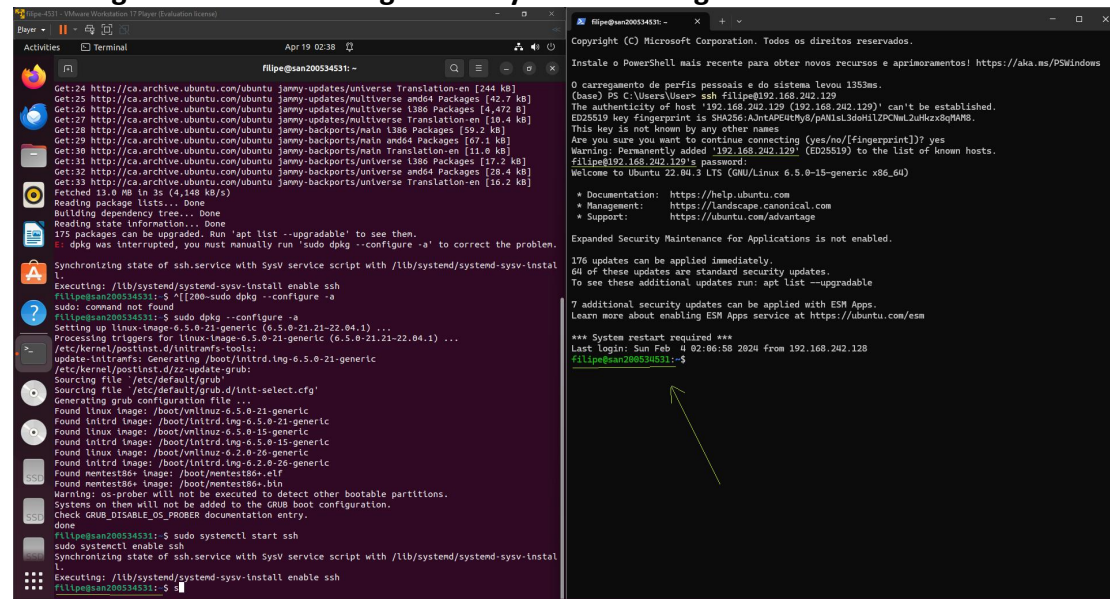 filipe-4531 - VMware Workstation 17 Player (Evaluation license)
Player
Activities
Terminal
Apr 19 02:38
filipe@san200534531: ~
Get:24 http://ca.archive.ubuntu.com/ubuntu jammy-updates/universe Translation-en [244 kB]
Get:25 http://ca.archive.ubuntu.com/ubuntu jammy-updates/multiverse amd64 Packages [42.7 kB]
Get:26 http://ca.archive.ubuntu.com/ubuntu jammy-updates/multiverse i386 Packages [4,472 B]
Get:27 http://ca.archive.ubuntu.com/ubuntu jammy-updates/multiverse Translation-en [10.4 kB]
Get:28 http://ca.archive.ubuntu.com/ubuntu jammy-backports/main i386 Packages [59.2 kB]
Get:29 http://ca.archive.ubuntu.com/ubuntu jammy-backports/main amd64 Packages [67.1 kB]
Get:30 http://ca.archive.ubuntu.com/ubuntu jammy-backports/main Translation-en [11.0 kB]
Get:31 http://ca.archive.ubuntu.com/ubuntu jammy-backports/universe i386 Packages [17.2 kB]
Get:32 http://ca.archive.ubuntu.com/ubuntu jammy-backports/universe amd64 Packages [28.4 kB]
Get:33 http://ca.archive.ubuntu.com/ubuntu jammy-backports/universe Translation-en [16.2 kB]
Fetched 13.0 MB in 3s (4,148 kB/s)
Reading package lists... Done
Building dependency tree... Done
Reading state information... Done
175 packages can be upgraded. Run 'apt list --upgradable' to see them.
E: dpkg was interrupted, you must manually run 'sudo dpkg --configure -a' to correct the problem.
Synchronizing state of ssh.service with SysV service script with /lib/systemd/systemd-sysv-instal
l.
Executing: /lib/systemd/systemd-sysv-install enable ssh
filipe@san200534531:~$ ^[[200~sudo dpkg --configure -a
sudo: command not found
filipe@san200534531:~$ sudo dpkg --configure -a
Setting up linux-image-6.5.0-21-generic (6.5.0-21.21~22.04.1) ...
Processing triggers for linux-image-6.5.0-21-generic (6.5.0-21.21~22.04.1) ...
/etc/kernel/postinst.d/initramfs-tools:
update-initramfs: Generating /boot/initrd.img-6.5.0-21-generic
/etc/kernel/postinst.d/zz-update-grub:
Sourcing file `/etc/default/grub'
Sourcing file `/etc/default/grub.d/init-select.cfg'
Generating grub configuration file ...
Found linux image: /boot/vmlinuz-6.5.0-21-generic
Found initrd image: /boot/initrd.img-6.5.0-21-generic
Found linux image: /boot/vmlinuz-6.5.0-15-generic
Found initrd image: /boot/initrd.img-6.5.0-15-generic
Found linux image: /boot/vmlinuz-6.2.0-26-generic
Found initrd image: /boot/initrd.img-6.2.0-26-generic
Found memtest86+ image: /boot/memtest86+.elf
Found memtest86+ image: /boot/memtest86+.bin
Warning: os-prober will not be executed to detect other bootable partitions.
Systems on them will not be added to the GRUB boot configuration.
Check GRUB_DISABLE_OS_PROBER documentation entry.
done
filipe@san200534531:~$ sudo systemctl start ssh
sudo systemctl enable ssh
Synchronizing state of ssh.service with SysV service script with /lib/systemd/systemd-sysv-instal
l.
Executing: /lib/systemd/systemd-sysv-install enable ssh
filipe@san200534531:~$ s
SSD
SSD
filipe@san200534531: ~
Copyright (C) Microsoft Corporation. Todos os direitos reservados.
Instale o PowerShell mais recente para obter novos recursos e aprimoramentos! https://aka.ms/PSWindows
O carregamento de perfis pessoais e do sistema levou 1353ms.
(base) PS C:\Users\User> ssh filipe@192.168.242.129
The authenticity of host '192.168.242.129 (192.168.242.129)' can't be established.
ED25519 key fingerprint is SHA256:AJntAPE4tMy8/pAN1sL3doHilZPCNwL2uHkzx8qMAM8.
This key is not known by any other names
Are you sure you want to continue connecting (yes/no/[fingerprint])? yes
Warning: Permanently added '192.168.242.129' (ED25519) to the list of known hosts.
filipe@192.168.242.129's password:
Welcome to Ubuntu 22.04.3 LTS (GNU/Linux 6.5.0-15-generic x86_64)
* Documentation: https://help.ubuntu.com
* Management: https://landscape.canonical.com
* Support: https://ubuntu.com/advantage
Expanded Security Maintenance for Applications is not enabled.
176 updates can be applied immediately.
64 of these updates are standard security updates.
To see these additional updates run: apt list --upgradable
7 additional security updates can be applied with ESM Apps.
Learn more about enabling ESM Apps service at https://ubuntu.com/esm
*** System restart required ***
Last login: Sun Feb 4 02:06:58 2024 from 192.168.242.128
filipe@san200534531:~$